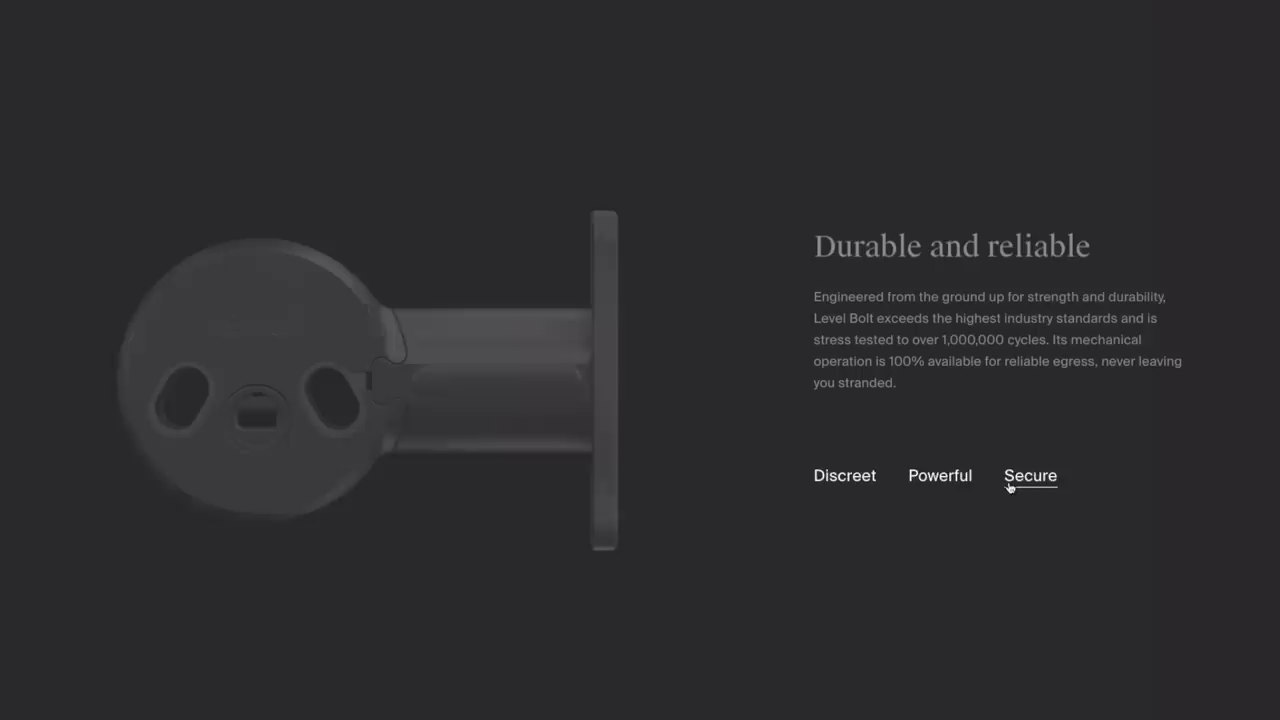 Durable and reliable
Engineered from the ground up for strength and durability,
Level Bolt exceeds the highest industry standards and is
stress tested to over 1,000,000 cycles. Its mechanical
operation is 100% available for reliable egress, never leaving
you stranded.
Discreet Powerful Secure